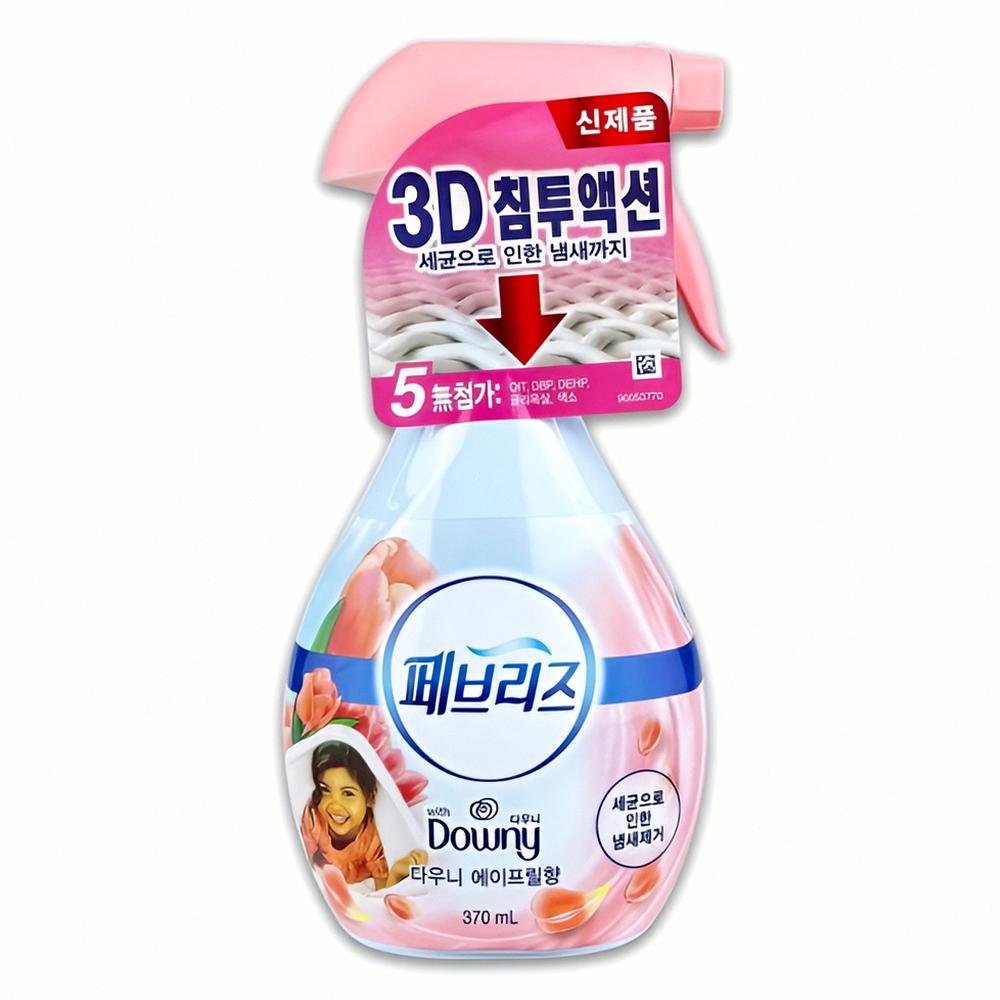 신제품
3D 침투액션
세균으로 인한 냄새까지
5無첨가:
OIT, DBP, DEHP,
글리옥살, 색소
90050770
페브리즈
with
다우니
Downy
다우니 에이프릴향
370 mL
세균으로
인한
냄새제거